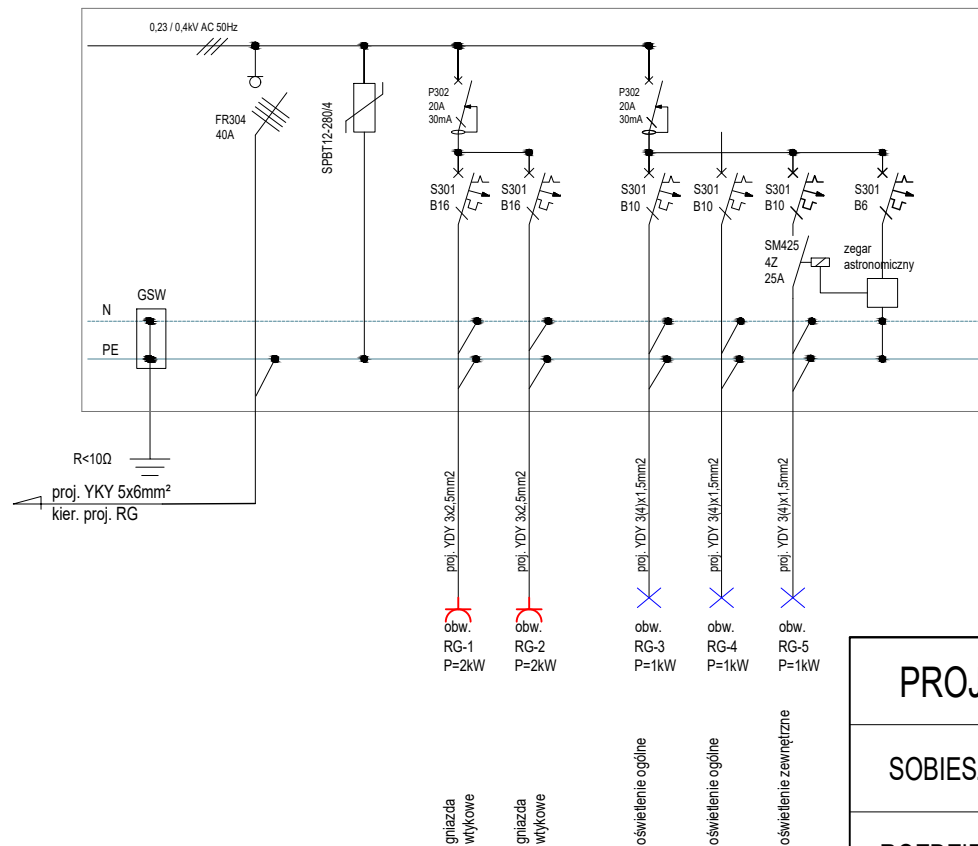 0,23 / 0,4kV AC 50Hz
FR304
40A
SPBT12-280/4
P302
20A
30mA
P302
20A
30mA
S301
B16
S301
B16
S301
B10
S301
B10
S301
B10
S301
B6
SM425
4Z
25A
zegar
astronomiczny
GSW
N
PE
R<10Ω
proj. YKY 5x6mm²
kier. proj. RG
proj. YDY 3x2,5mm2
proj. YDY 3x2,5mm2
proj. YDY 3(4)x1,5mm2
proj. YDY 3(4)x1,5mm2
proj. YDY 3(4)x1,5mm2
obw.
RG-1
P=2kW
obw.
RG-2
P=2kW
obw.
RG-3
P=1kW
obw.
RG-4
P=1kW
obw.
RG-5
P=1kW
gniazda
wtykowe
gniazda
wtykowe
oświetlenie ogólne
oświetlenie ogólne
oświetlenie zewnętrzne
PROJ
SOBIES